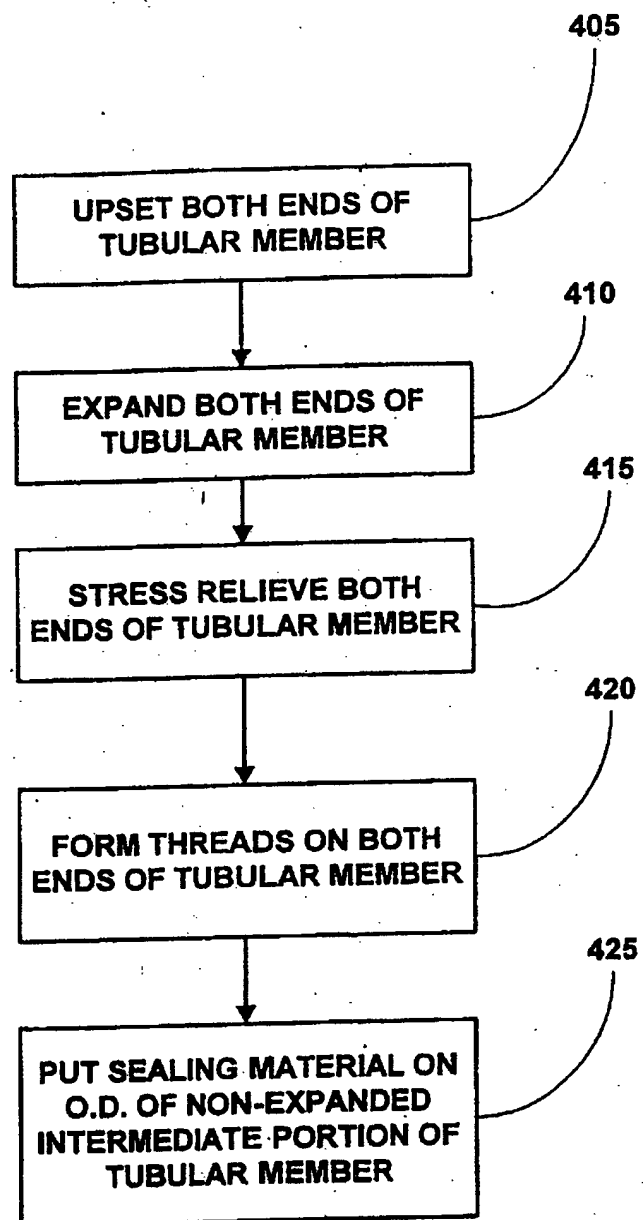 405
UPSET BOTH ENDS OF
TUBULAR MEMBER
410
EXPAND BOTH ENDS OF
TUBULAR MEMBER
415
STRESS RELIEVE BOTH
ENDS OF TUBULAR MEMBER
420
FORM THREADS ON BOTH
ENDS OF TUBULAR MEMBER
425
PUT SEALING MATERIAL ON
O.D. OF NON-EXPANDED
INTERMEDIATE PORTION OF
TUBULAR MEMBER